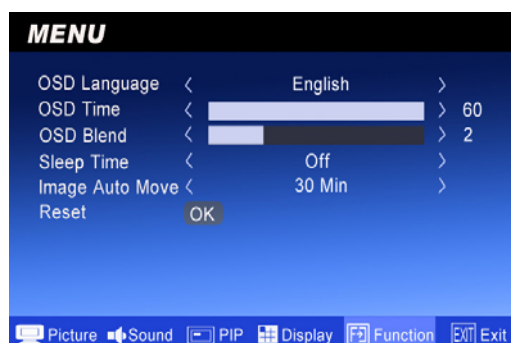 MENU
OSD Language < English >
OSD Time < > 60
OSD Blend < > 2
Sleep Time < Off >
Image Auto Move < 30 Min >
Reset OK
Picture Sound PIP Display Function EXIT Exit